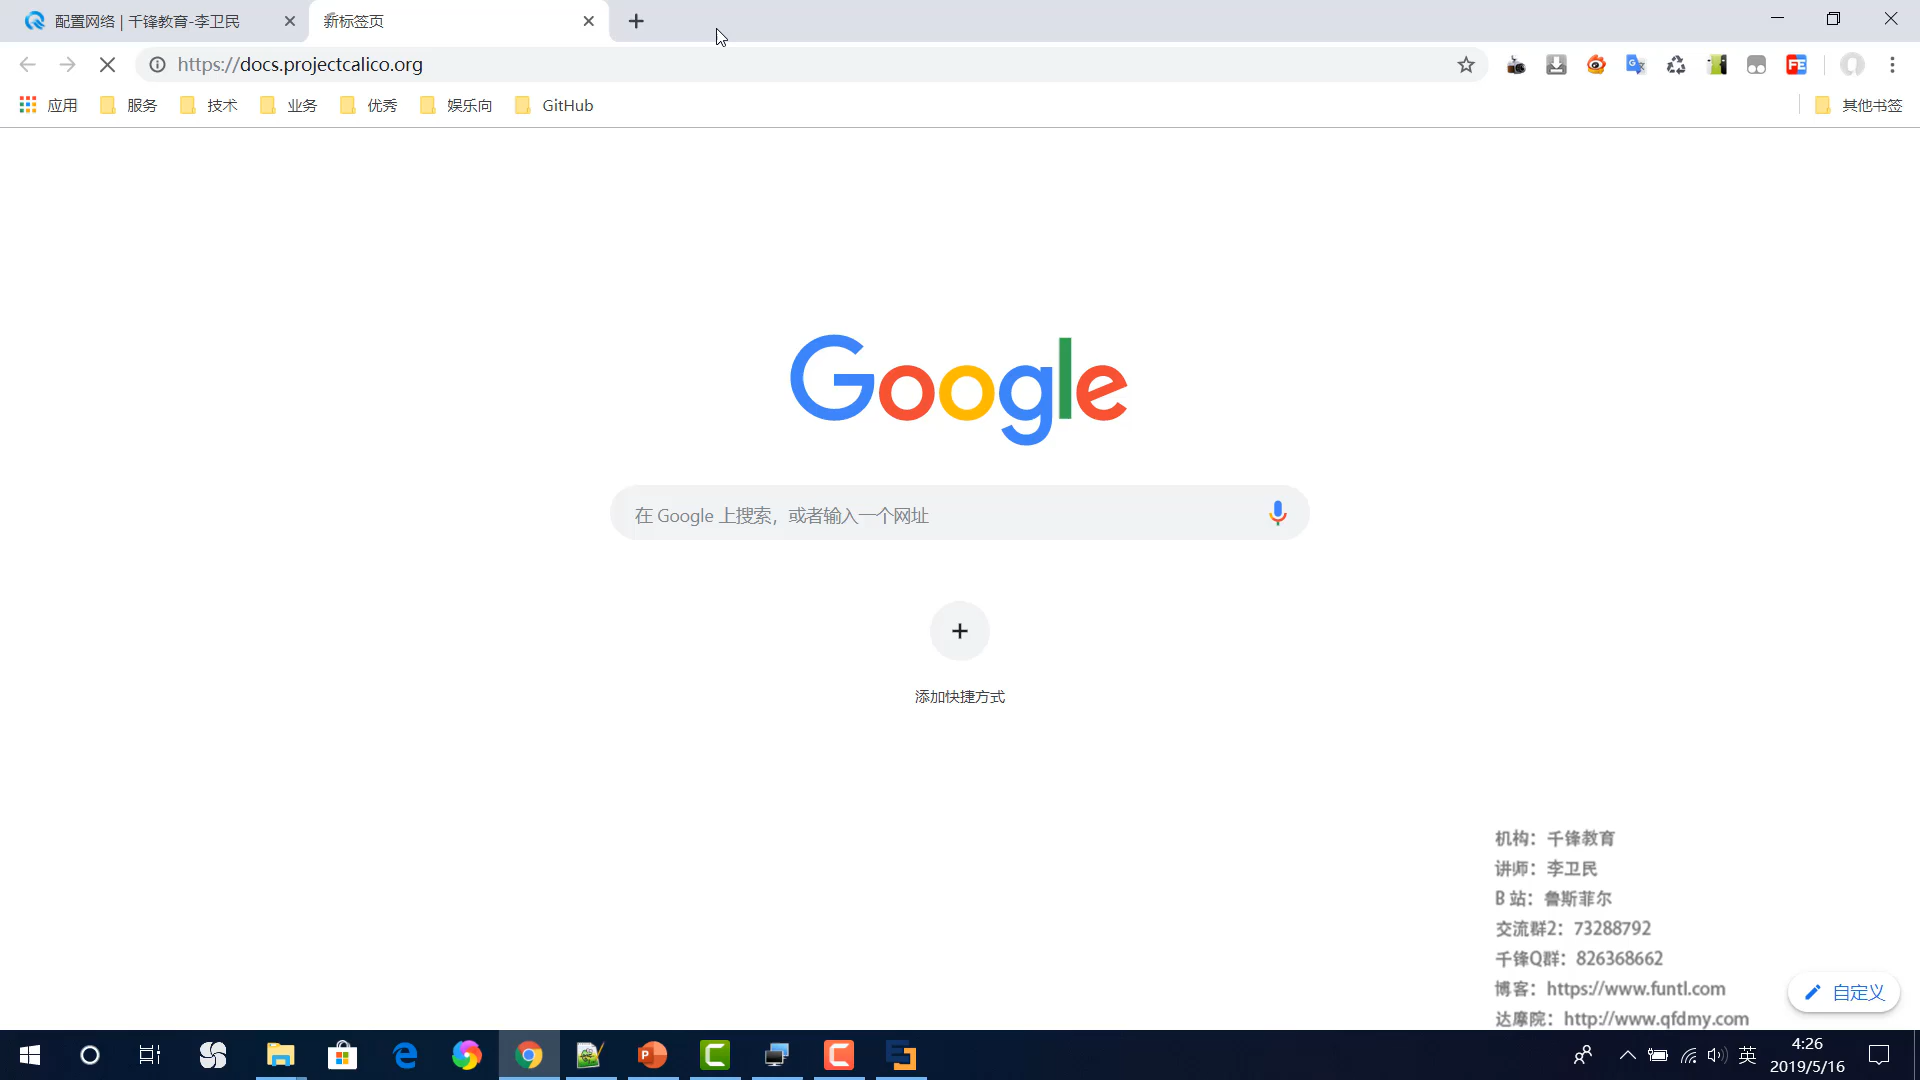 配置网络 | 千锋教育-李卫民
新标签页
https://docs.projectcalico.org
应用
服务
技术
业务
优秀
娱乐向
GitHub
其他书签
Google
在 Google 上搜索，或者输入一个网址
添加快捷方式
机构：千锋教育
讲师：李卫民
B 站：鲁斯菲尔
交流群2：73288792
千锋Q群：826368662
博客：https://www.funtl.com
达摩院：http://www.qfdmy.com
自定义
英
4:26
2019/5/16